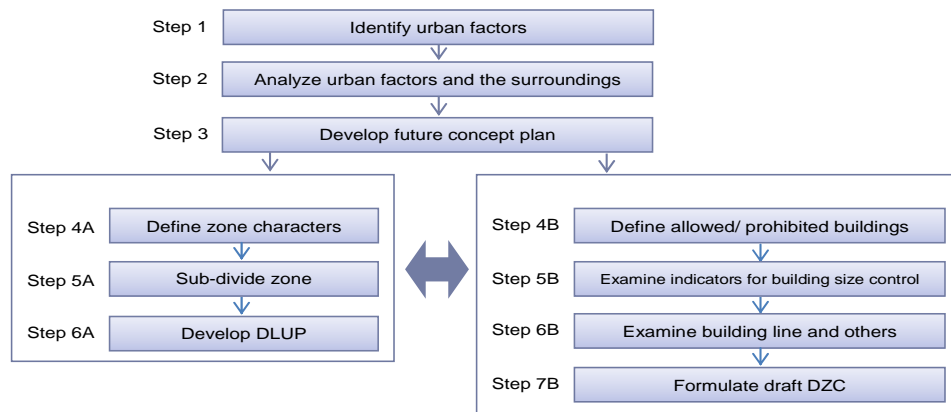 Step 1 Identify urban factors
Step 2 Analyze urban factors and the surroundings
Step 3 Develop future concept plan
Step 4A Define zone characters
Step 5A Sub-divide zone
Step 6A Develop DLUP
Step 4B Define allowed/ prohibited buildings
Step 5B Examine indicators for building size control
Step 6B Examine building line and others
Step 7B Formulate draft DZC